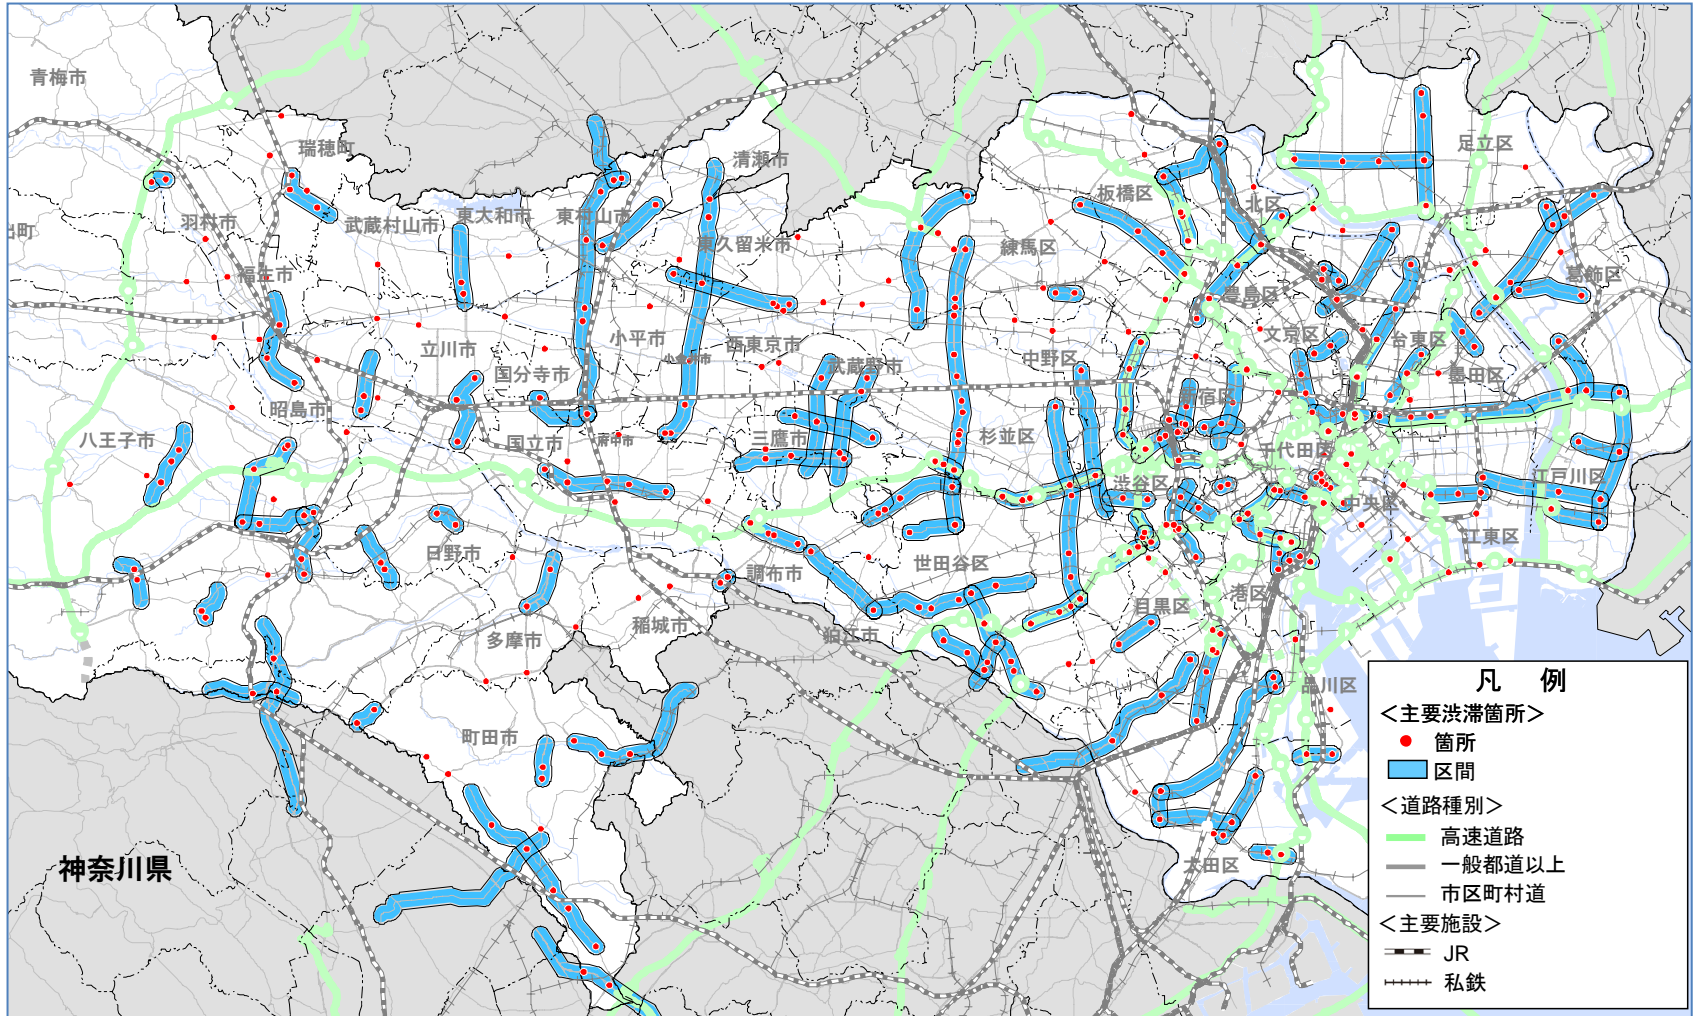 青梅市
瑞穂町
清瀬市
足立区
板橋区
北区
羽村市
武蔵村山市
東大和市
東村山市
東久留米市
練馬区
福生市
葛飾区
豊島区
小平市
西東京市
文京区
台東区
立川市
国分寺市
小金井市
武蔵野市
中野区
墨田区
昭島市
新宿区
八王子市
国立市
府中市
三鷹市
杉並区
千代田区
渋谷区
江戸川区
中央区
江東区
日野市
調布市
世田谷区
港区
目黒区
多摩市
稲城市
狛江市
品川区
町田市
大田区
神奈川県
凡 例
＜主要渋滞箇所＞
箇所
区間
＜道路種別＞
高速道路
一般都道以上
市区町村道
＜主要施設＞
JR
私鉄